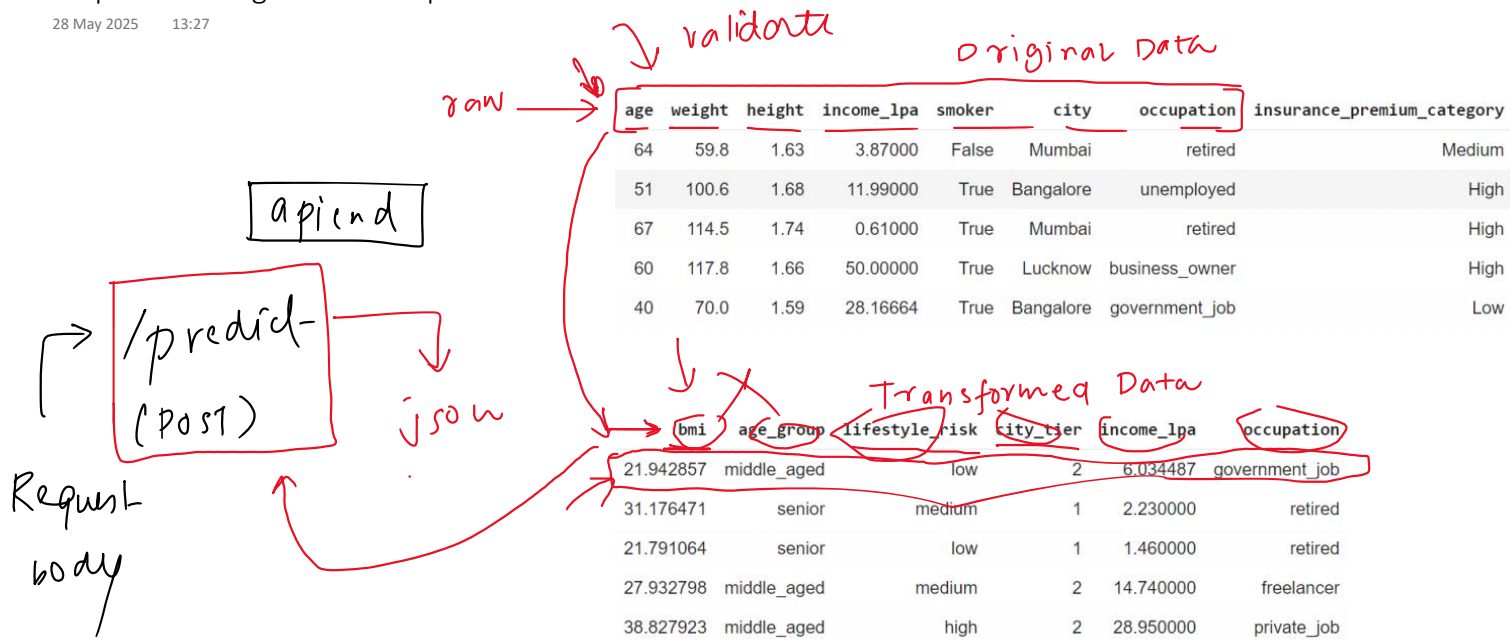 28 May 2025 13:27
validate
Original Data
raw
age weight height income_lpa smoker city occupation insurance_premium_category
64 59.8 1.63 3.87000 False Mumbai retired Medium
51 100.6 1.68 11.99000 True Bangalore unemployed High
67 114.5 1.74 0.61000 True Mumbai retired High
60 117.8 1.66 50.00000 True Lucknow business_owner High
40 70.0 1.59 28.16664 True Bangalore government_job Low
/predict
(POST)
json
Request
body
Transformed Data
bmi age_group lifestyle_risk city_tier income_lpa occupation
21.942857 middle_aged low 2 6.034487 government_job
31.176471 senior medium 1 2.230000 retired
21.791064 senior low 1 1.460000 retired
27.932798 middle_aged medium 2 14.740000 freelancer
38.827923 middle_aged high 2 28.950000 private_job